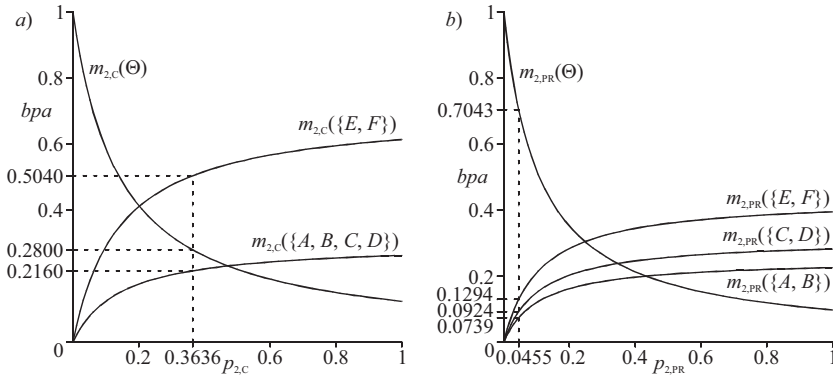 a)
1
m2,C(Θ)
0.8
bpa
0.6
m2,C({E, F})
0.5040
0.4
m2,C({A, B, C, D})
0.2800
0.2160
0.2
0.3636
p2,C
0.6
0.8
1
b)
1
m2,PR(Θ)
0.8
0.7043
0.6
bpa
0.4
m2,PR({E, F})
m2,PR({C, D})
0.2
m2,PR({A, B})
0.1294
0.0924
0.0739
0.0455
0.2
0.4
p2,PR
0.6
0.8
1